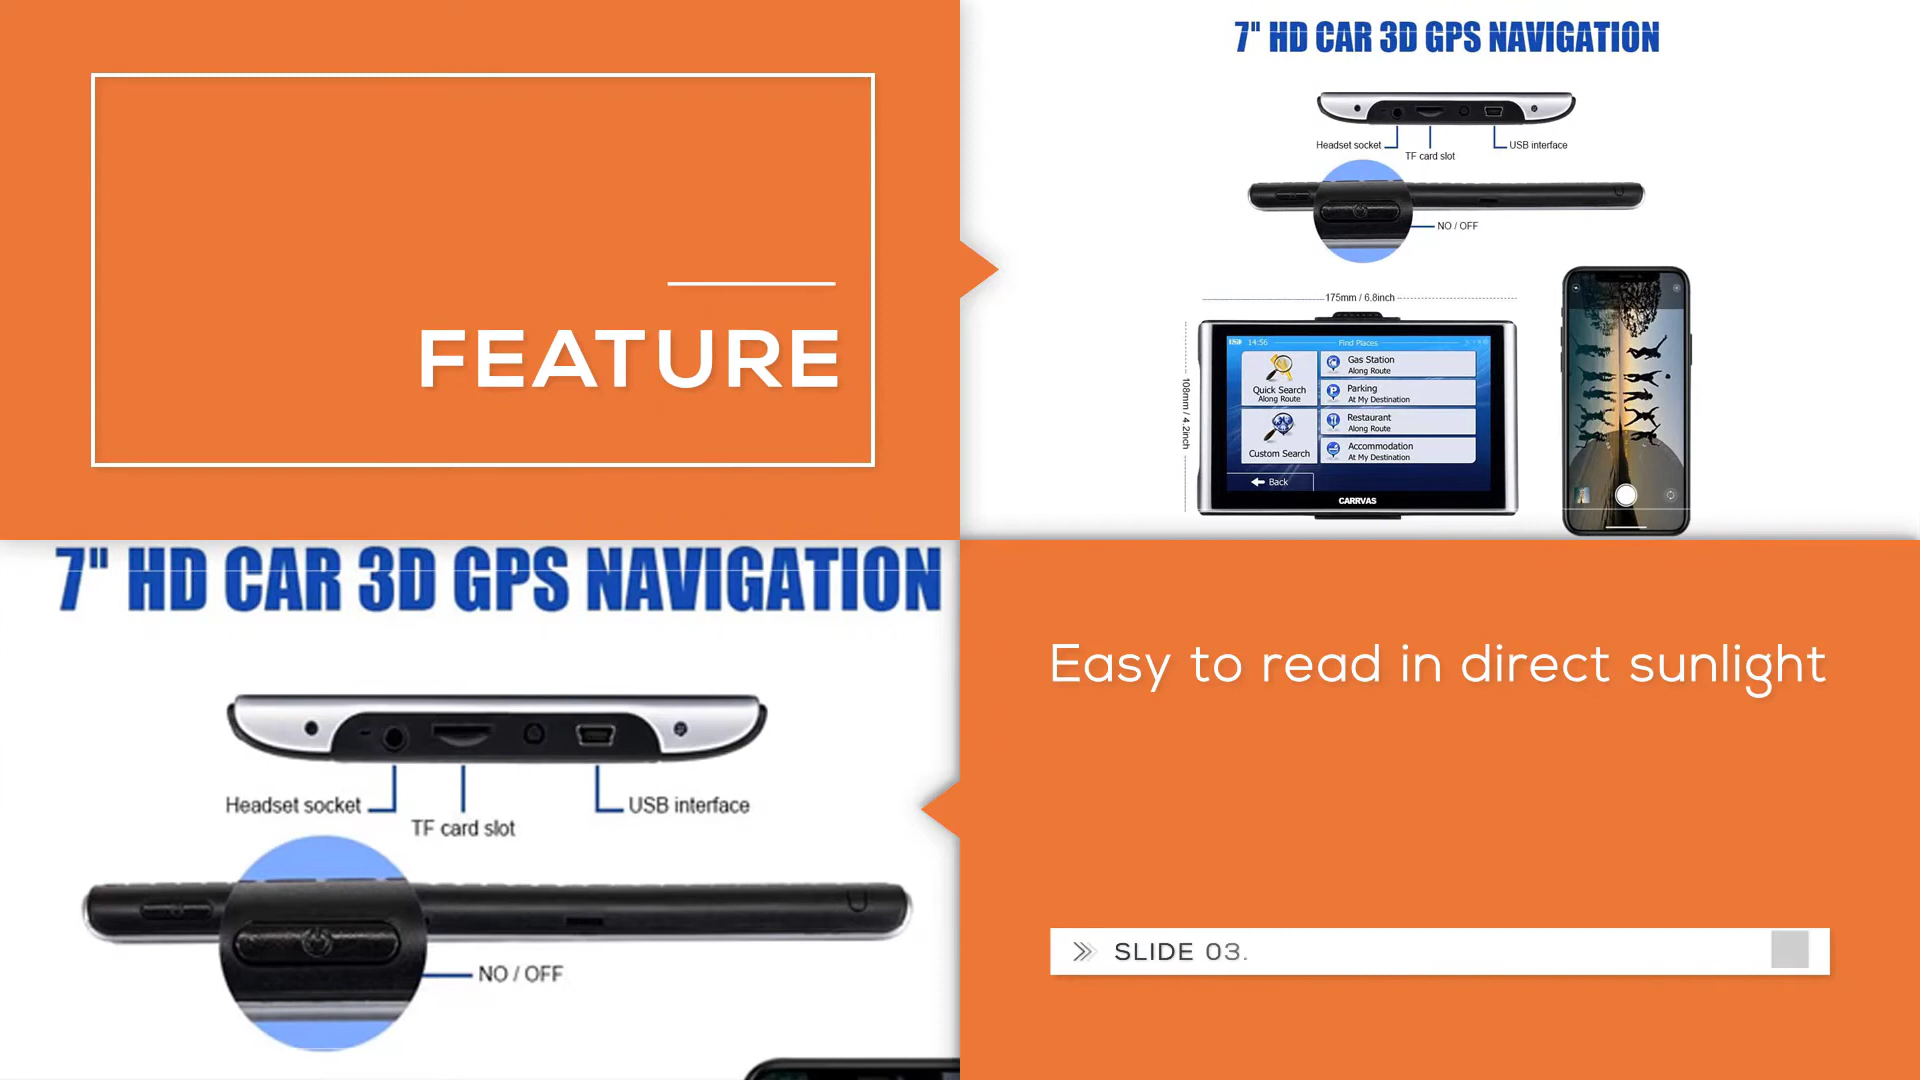 FEATURE
7" HD CAR 3D GPS NAVIGATION
Headset socket
TF card slot
USB interface
NO / OFF
175mm / 6.8inch
108mm / 4.2inch
14:56
Find Places
Quick Search
Along Route
Custom Search
Gas Station
Along Route
Parking
At My Destination
Restaurant
Along Route
Accommodation
At My Destination
Back
CARRVAS
7" HD CAR 3D GPS NAVIGATION
Headset socket
TF card slot
USB interface
NO / OFF
Easy to read in direct sunlight
SLIDE 03.